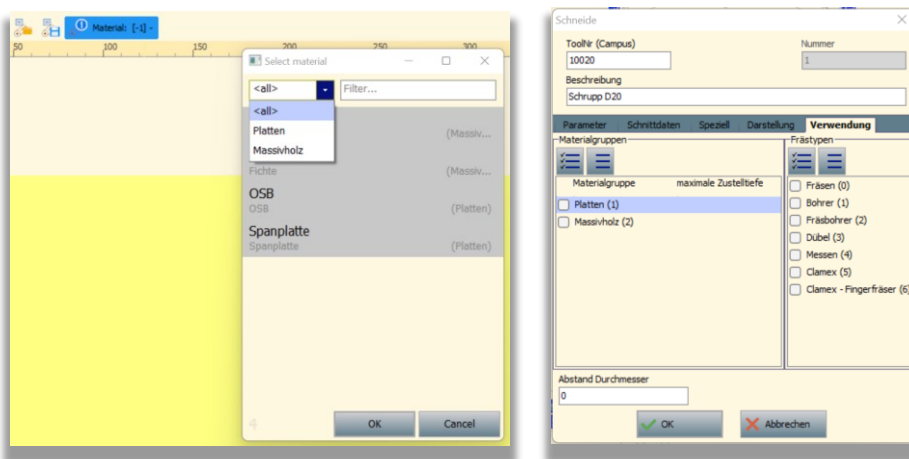 Material: [-1]
50 100 150 200 250 300
Select material
<all> Filter...
<all>
Platten
Massivholz
(Massiv...
Fichte (Massiv...
OSB
OSB (Platten)
Spanplatte
Spanplatte (Platten)
4
OK Cancel
Schneide
ToolNr (Campus) Nummer
10020 1
Beschreibung
Schrupp D20
Parameter Schnittdaten Speziell Darstellung Verwendung
Materialgruppen Frästypen
Materialgruppe maximale Zustelltiefe
Platten (1)
Massivholz (2)
Fräsen (0)
Bohrer (1)
Fräsbohrer (2)
Dübel (3)
Messen (4)
Clamex (5)
Clamex - Fingerfräser (6)
Abstand Durchmesser
0
OK Abbrechen